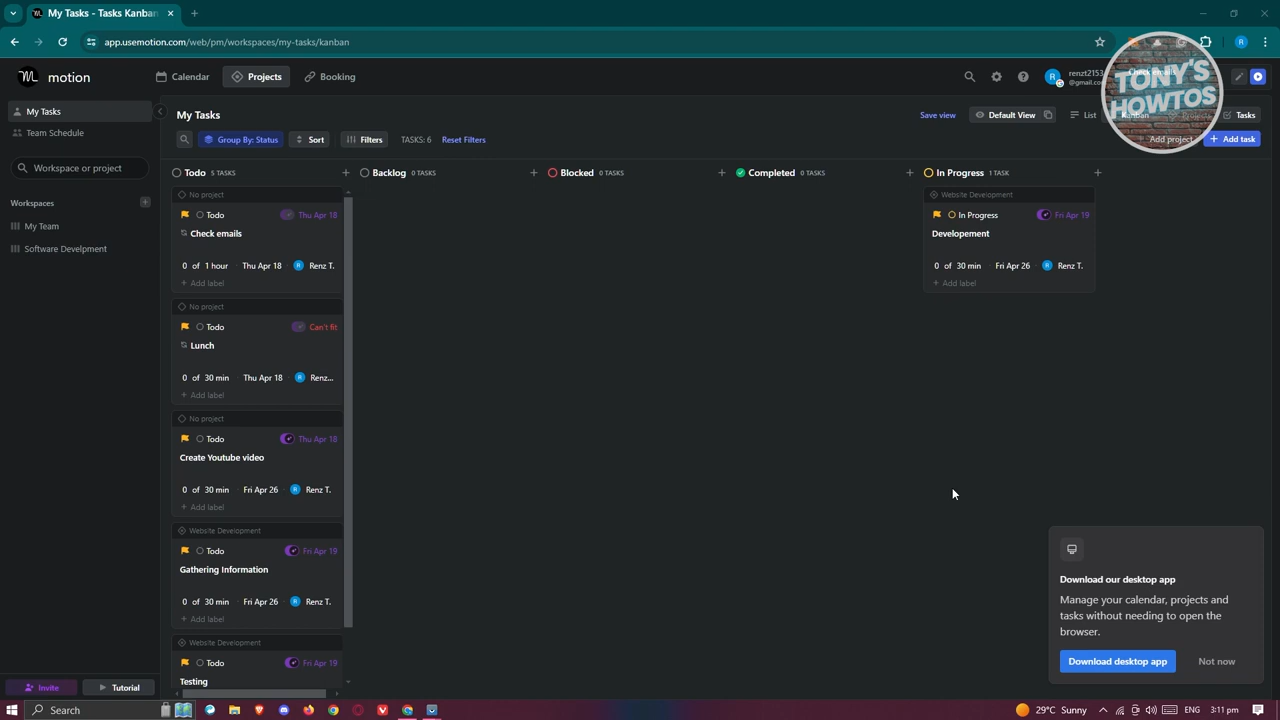 My Tasks - Tasks Kanban
app.usemotion.com/web/pm/workspaces/my-tasks/kanban
R
motion
Calendar
Projects
Booking
R
renzt2153
@gmail.com
Check emails
TONY'S
HOWTOS
My Tasks
Team Schedule
Workspace or project
Workspaces
My Team
Software Develpment
Invite
Tutorial
My Tasks
Save view
Default View
List
Kanban
Projects
Tasks
Group By: Status
Sort
Filters
TASKS: 6
Reset Filters
Add project
Add task
Todo 5 TASKS
Backlog 0 TASKS
Blocked 0 TASKS
Completed 0 TASKS
In Progress 1 TASK
No project
Todo Thu Apr 18
Check emails
0 of 1 hour Thu Apr 18 R Renz T.
+ Add label
No project
Todo Can't fit
Lunch
0 of 30 min Thu Apr 18 R Renz...
+ Add label
No project
Todo Thu Apr 18
Create Youtube video
0 of 30 min Fri Apr 26 R Renz T.
+ Add label
Website Development
Todo Fri Apr 19
Gathering Information
0 of 30 min Fri Apr 26 R Renz T.
+ Add label
Website Development
Todo Fri Apr 19
Testing
Website Development
In Progress Fri Apr 19
Developement
0 of 30 min Fri Apr 26 R Renz T.
+ Add label
Download our desktop app
Manage your calendar, projects and
tasks without needing to open the
browser.
Download desktop app
Not now
Search
29°C Sunny
ENG
3:11 pm